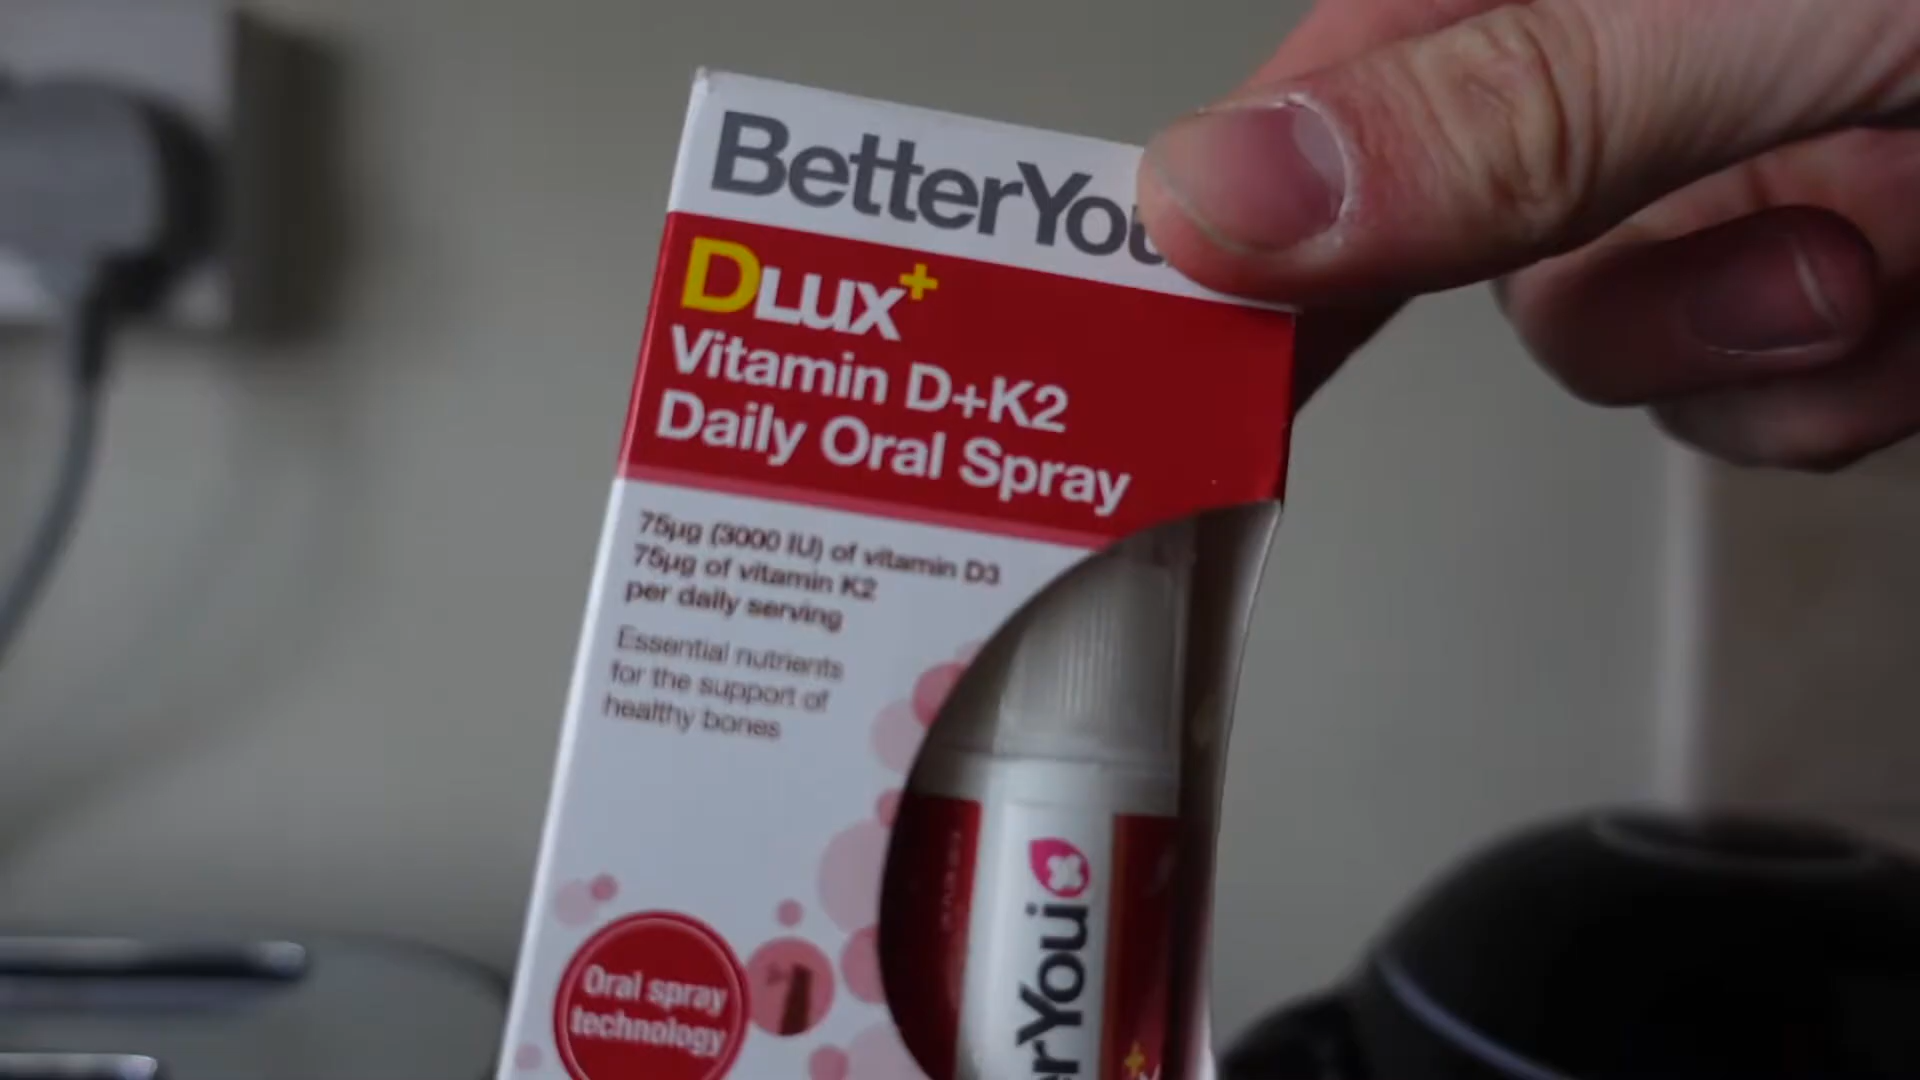 BetterYou
DLUX+
Vitamin D+K2
Daily Oral Spray
75µg (3000 IU) of vitamin D3
75µg of vitamin K2
per daily serving
Essential nutrients
for the support of
healthy bones
Oral spray
technology
erYou